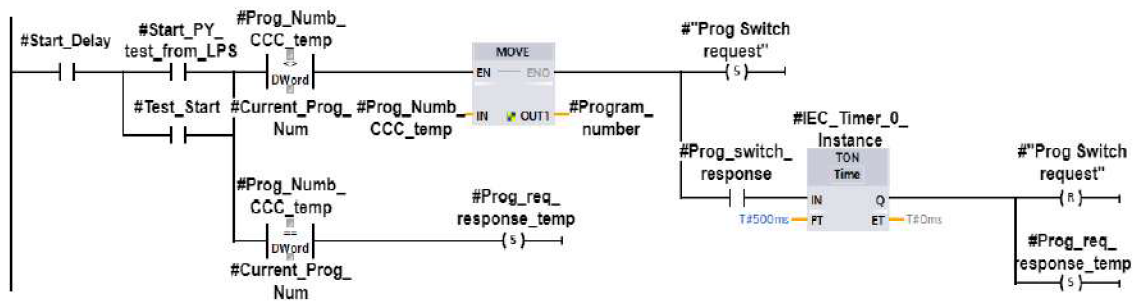 #Start_Delay
#Start_PY_
test_from_LPS
#Test_Start
#Prog_Numb_
CCC_temp
<>
DWord
#Current_Prog_
Num
#Prog_Numb_
CCC_temp
==
DWord
#Current_Prog_
Num
#Prog_Numb_
CCC_temp
MOVE
EN
ENO
IN
OUT1
#Program_
number
#Prog_req_
response_temp
(S)
#"Prog Switch
request"
(S)
#Prog_switch_
response
#IEC_Timer_0_
Instance
TON
Time
IN
Q
T#500ms
PT
ET
T#0ms
#"Prog Switch
request"
(R)
#Prog_req_
response_temp
(S)